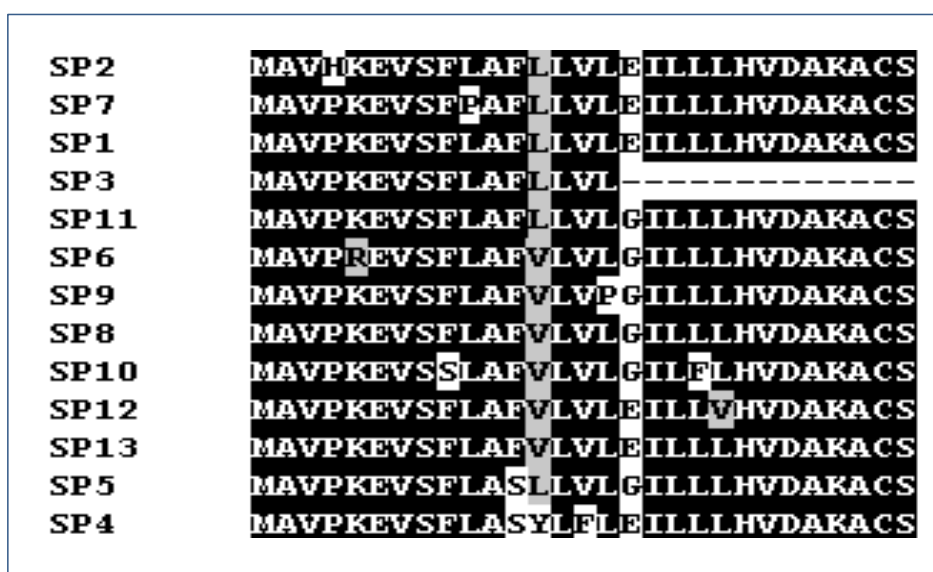 SP2 MAVHKEVSFLAFLLVLEILLLHVDAKACS
SP7 MAVPKEVSFPAFLLVLEILLLHVDAKACS
SP1 MAVPKEVSFLAFLLVLEILLLHVDAKACS
SP3 MAVPKEVSFLAFLLVL-------------
SP11 MAVPKEVSFLAFLLVLGILLLHVDAKACS
SP6 MAVPREVSFLAFVLVLGILLLHVDAKACS
SP9 MAVPKEVSFLAFVLVPGILLLHVDAKACS
SP8 MAVPKEVSFLAFVLVLGILLLHVDAKACS
SP10 MAVPKEVSSLAFVLVLGILFLHVDAKACS
SP12 MAVPKEVSFLAFVLVLEILLVHVDAKACS
SP13 MAVPKEVSFLAFVLVLEILLLHVDAKACS
SP5 MAVPKEVSFLASLLVLGILLLHVDAKACS
SP4 MAVPKEVSFLASYLFLEILLLHVDAKACS